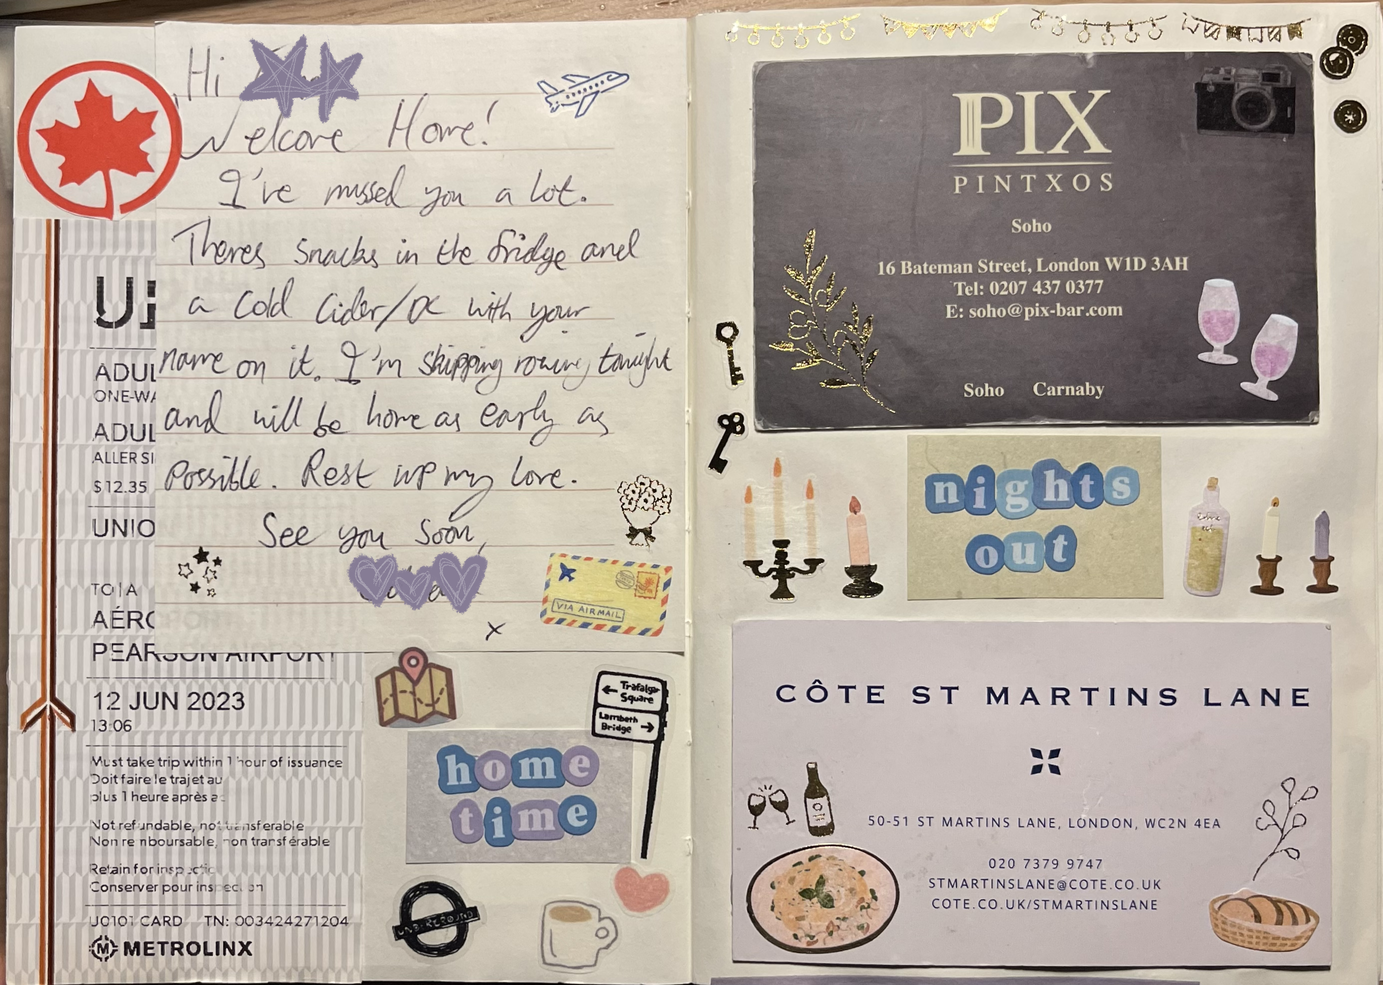 Hi
Welcome Home!
I've missed you a lot.
Theres snacks in the fridge and
a cold cider/DC with your
name on it. I'm skipping rowing tonight
and will be home as early as
possible. Rest up my love.
See you soon,
x
VIA AIRMAIL
ADUL
ONE-WA
ADUL
ALLER SI
$12.35
UNIO
TO | A
AÉRO
PEARSON AIRPORT
12 JUN 2023
13:06
Must take trip within 1 hour of issuance
Doit faire le trajet au
plus 1 heure après
Not refundable, not transferable
Non remboursable, non transférable
Retain for inspectio
Conserver pour inspection
U0101 CARD TN: 003424271204
METROLINX
Trafalgar
Square
Lambeth
Bridge
home
time
UNDERGROUND
PIX
PINTXOS
Soho
16 Bateman Street, London W1D 3AH
Tel: 0207 437 0377
E: soho@pix-bar.com
Soho Carnaby
nights
out
CÔTE ST MARTINS LANE
50-51 ST MARTINS LANE, LONDON, WC2N 4EA
020 7379 9747
STMARTINSLANE@COTE.CO.UK
COTE.CO.UK/STMARTINSLANE